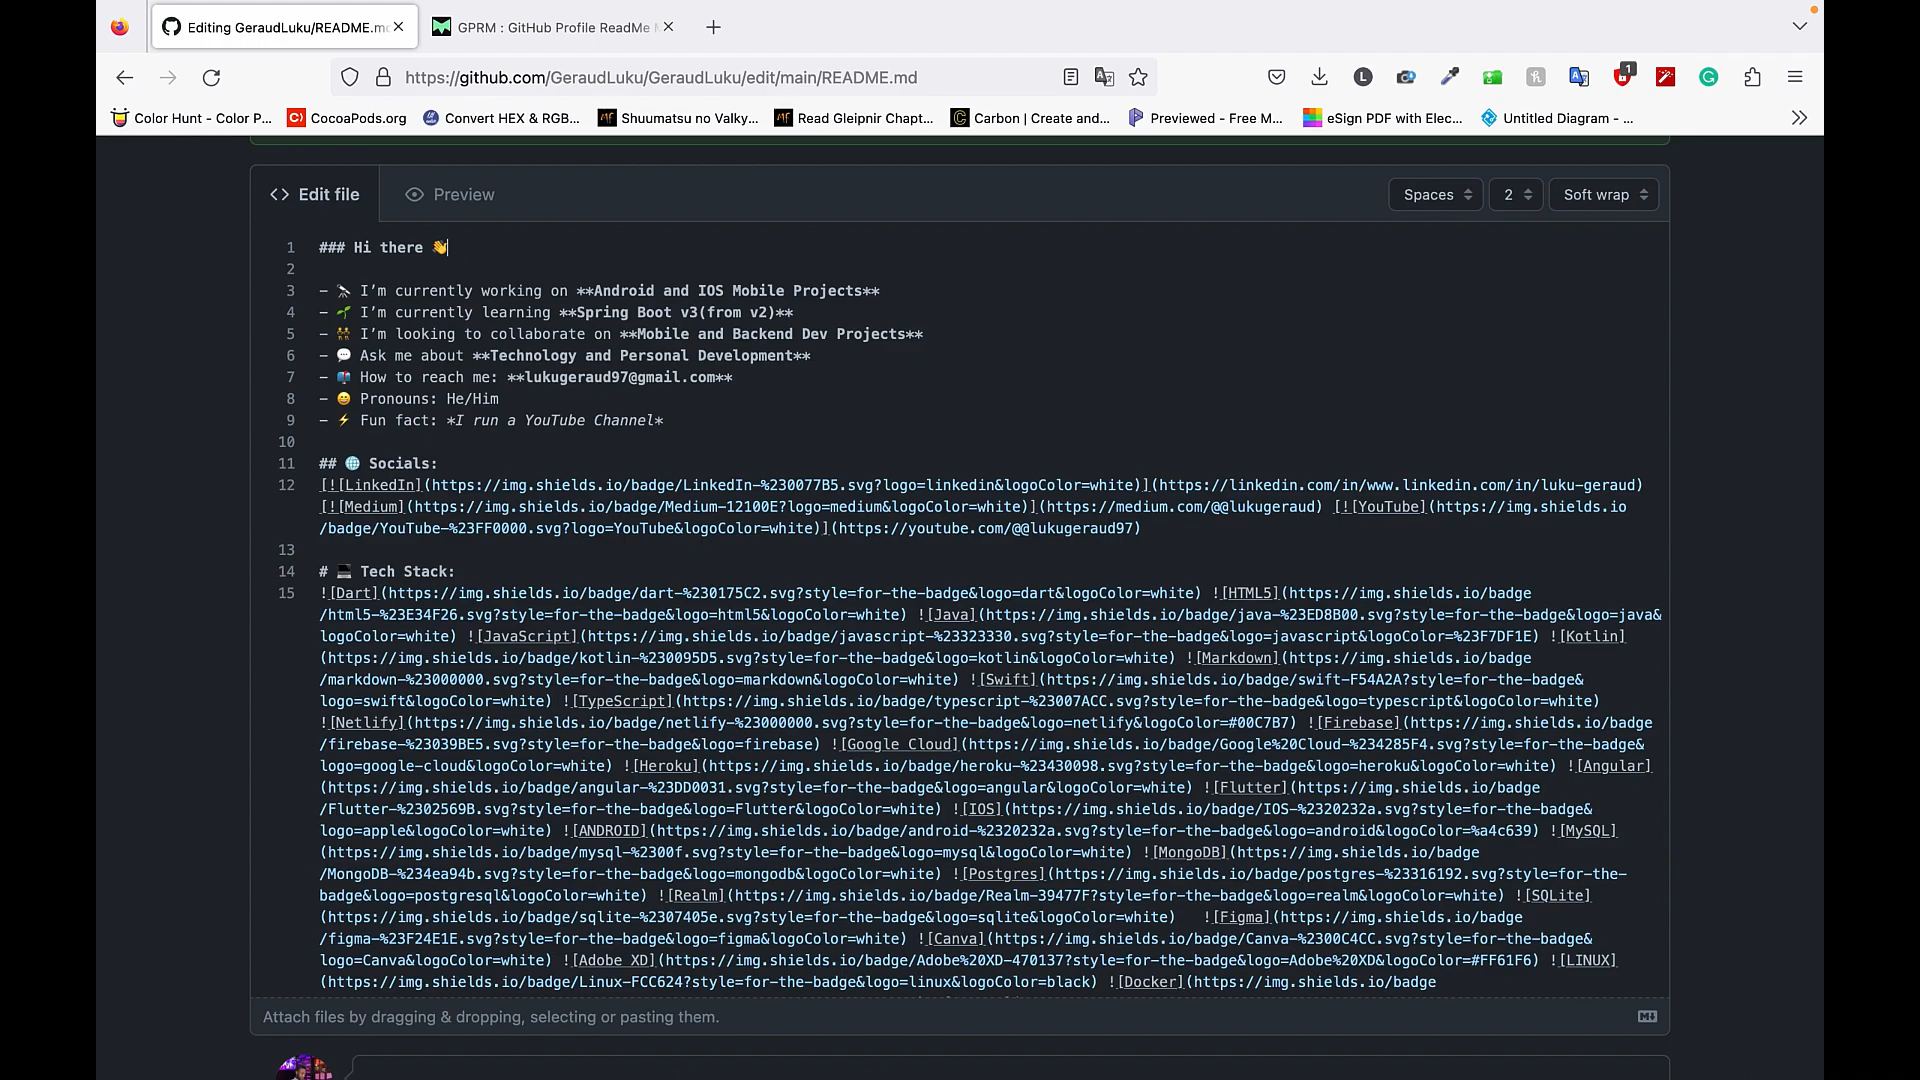 Editing GeraudLuku/README.m
GPRM : GitHub Profile ReadMe
https://github.com/GeraudLuku/GeraudLuku/edit/main/README.md
L
1
Color Hunt - Color P...
CocoaPods.org
Convert HEX & RGB...
Shuumatsu no Valky...
Read Gleipnir Chapt...
Carbon | Create and...
Previewed - Free M...
eSign PDF with Elec...
Untitled Diagram - ...
<> Edit file
Preview
Spaces
2
Soft wrap
1 ### Hi there 👋
2
3 - 🔭 I’m currently working on **Android and IOS Mobile Projects**
4 - 🌱 I’m currently learning **Spring Boot v3(from v2)**
5 - 👯 I’m looking to collaborate on **Mobile and Backend Dev Projects**
6 - 💬 Ask me about **Technology and Personal Development**
7 - 📫 How to reach me: **lukugeraud97@gmail.com**
8 - 😄 Pronouns: He/Him
9 - ⚡ Fun fact: *I run a YouTube Channel*
10
11 ## 🌐 Socials:
12 [![LinkedIn](https://img.shields.io/badge/LinkedIn-%230077B5.svg?logo=linkedin&logoColor=white)](https://linkedin.com/in/www.linkedin.com/in/luku-geraud)
[![Medium](https://img.shields.io/badge/Medium-12100E?logo=medium&logoColor=white)](https://medium.com/@@lukugeraud) [![YouTube](https://img.shields.io
/badge/YouTube-%23FF0000.svg?logo=YouTube&logoColor=white)](https://youtube.com/@@lukugeraud97)
13
14 # 💻 Tech Stack:
15 ![Dart](https://img.shields.io/badge/dart-%230175C2.svg?style=for-the-badge&logo=dart&logoColor=white) ![HTML5](https://img.shields.io/badge
/html5-%23E34F26.svg?style=for-the-badge&logo=html5&logoColor=white) ![Java](https://img.shields.io/badge/java-%23ED8B00.svg?style=for-the-badge&logo=java&
logoColor=white) ![JavaScript](https://img.shields.io/badge/javascript-%23323330.svg?style=for-the-badge&logo=javascript&logoColor=%23F7DF1E) ![Kotlin]
(https://img.shields.io/badge/kotlin-%230095D5.svg?style=for-the-badge&logo=kotlin&logoColor=white) ![Markdown](https://img.shields.io/badge
/markdown-%23000000.svg?style=for-the-badge&logo=markdown&logoColor=white) ![Swift](https://img.shields.io/badge/swift-F54A2A?style=for-the-badge&
logo=swift&logoColor=white) ![TypeScript](https://img.shields.io/badge/typescript-%23007ACC.svg?style=for-the-badge&logo=typescript&logoColor=white)
![Netlify](https://img.shields.io/badge/netlify-%23000000.svg?style=for-the-badge&logo=netlify&logoColor=#00C7B7) ![Firebase](https://img.shields.io/badge
/firebase-%23039BE5.svg?style=for-the-badge&logo=firebase) ![Google Cloud](https://img.shields.io/badge/Google%20Cloud-%234285F4.svg?style=for-the-badge&
logo=google-cloud&logoColor=white) ![Heroku](https://img.shields.io/badge/heroku-%23430098.svg?style=for-the-badge&logo=heroku&logoColor=white) ![Angular]
(https://img.shields.io/badge/angular-%23DD0031.svg?style=for-the-badge&logo=angular&logoColor=white) ![Flutter](https://img.shields.io/badge
/Flutter-%2302569B.svg?style=for-the-badge&logo=Flutter&logoColor=white) ![IOS](https://img.shields.io/badge/IOS-%2320232a.svg?style=for-the-badge&
logo=apple&logoColor=white) ![ANDROID](https://img.shields.io/badge/android-%2320232a.svg?style=for-the-badge&logo=android&logoColor=%a4c639) ![MySQL]
(https://img.shields.io/badge/mysql-%2300f.svg?style=for-the-badge&logo=mysql&logoColor=white) ![MongoDB](https://img.shields.io/badge
/MongoDB-%234ea94b.svg?style=for-the-badge&logo=mongodb&logoColor=white) ![Postgres](https://img.shields.io/badge/postgres-%23316192.svg?style=for-the-
badge&logo=postgresql&logoColor=white) ![Realm](https://img.shields.io/badge/Realm-39477F?style=for-the-badge&logo=realm&logoColor=white) ![SQLite]
(https://img.shields.io/badge/sqlite-%2307405e.svg?style=for-the-badge&logo=sqlite&logoColor=white) ![Figma](https://img.shields.io/badge
/figma-%23F24E1E.svg?style=for-the-badge&logo=figma&logoColor=white) ![Canva](https://img.shields.io/badge/Canva-%2300C4CC.svg?style=for-the-badge&
logo=Canva&logoColor=white) ![Adobe XD](https://img.shields.io/badge/Adobe%20XD-470137?style=for-the-badge&logo=Adobe%20XD&logoColor=#FF61F6) ![LINUX]
(https://img.shields.io/badge/Linux-FCC624?style=for-the-badge&logo=linux&logoColor=black) ![Docker](https://img.shields.io/badge
Attach files by dragging & dropping, selecting or pasting them.